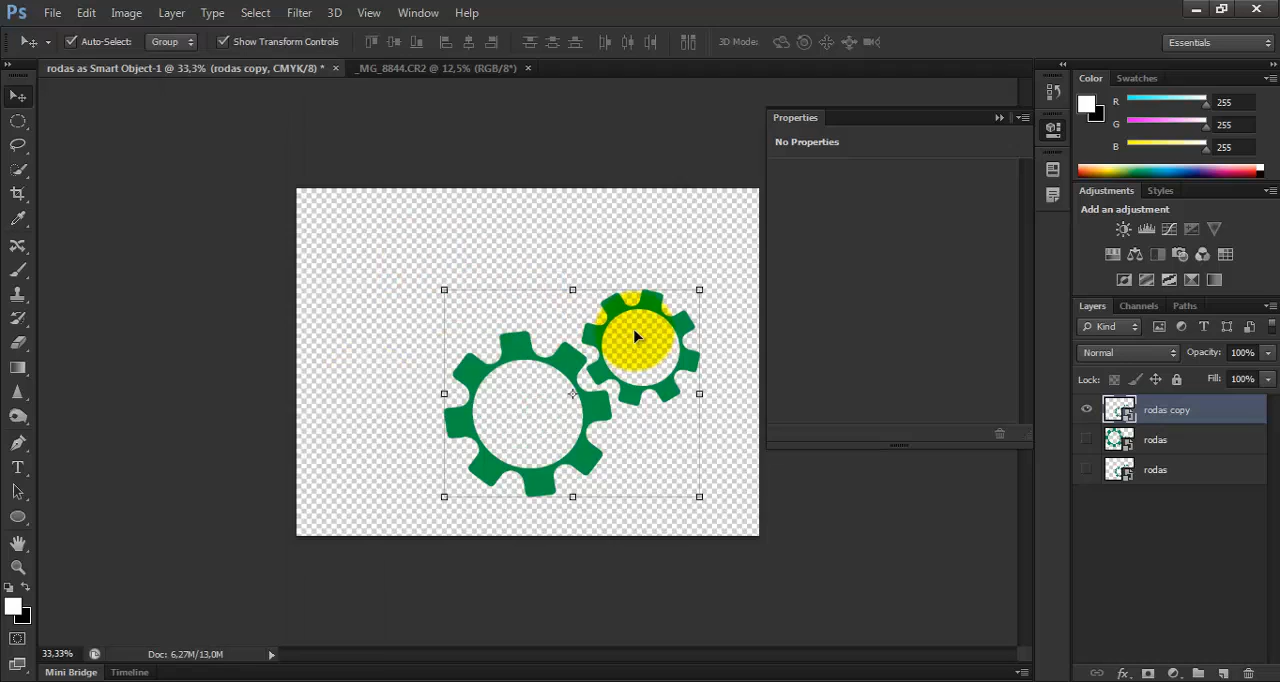 Ps File Edit Image Layer Type Select Filter 3D View Window Help
Auto-Select: Group Show Transform Controls 3D Mode: Essentials
rodas as Smart Object-1 @ 33,3% (rodas copy, CMYK/8) * × _MG_8844.CR2 @ 12,5% (RGB/8*) ×
Color Swatches
R 255
G 255
B 255
Properties
No Properties
Adjustments Styles
Add an adjustment
Layers Channels Paths
Kind
Normal Opacity: 100%
Lock: Fill: 100%
rodas copy
rodas
rodas
33,33% Doc: 6,27M/13,0M
Mini Bridge Timeline